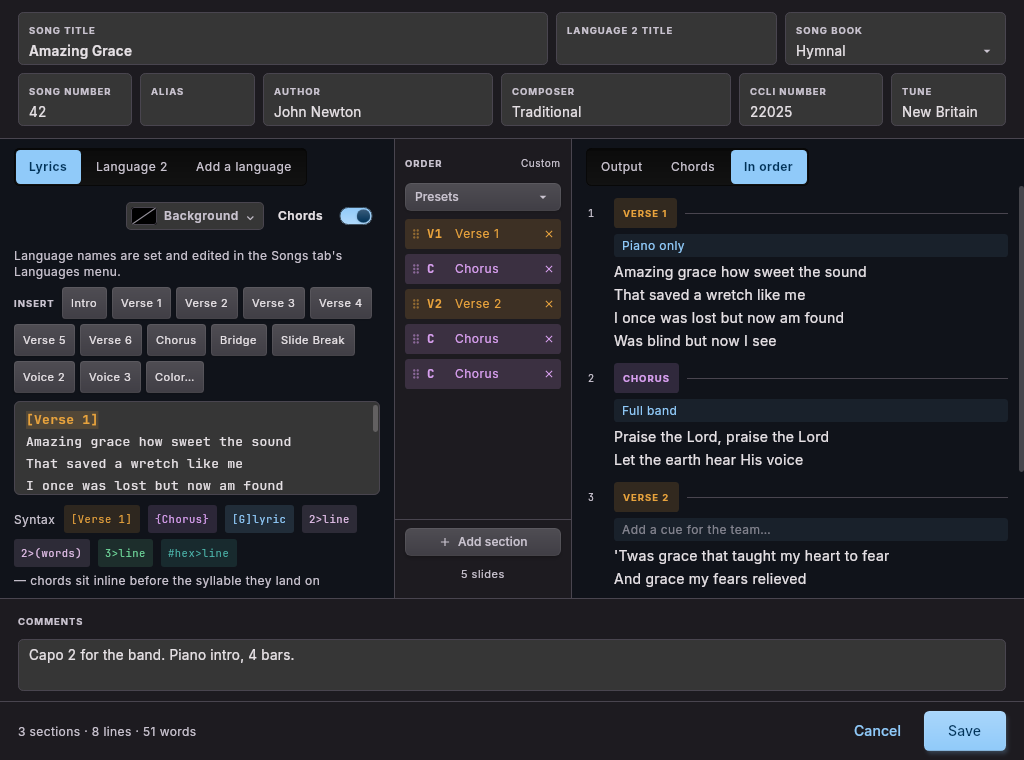 SONG TITLE
Amazing Grace
LANGUAGE 2 TITLE
SONG BOOK
Hymnal
SONG NUMBER
42
ALIAS
AUTHOR
John Newton
COMPOSER
Traditional
CCLI NUMBER
22025
TUNE
New Britain
Lyrics
Language 2
Add a language
Background
Chords
Language names are set and edited in the Songs tab's
Languages menu.
INSERT
Intro
Verse 1
Verse 2
Verse 3
Verse 4
Verse 5
Verse 6
Chorus
Bridge
Slide Break
Voice 2
Voice 3
Color...
[Verse 1]
Amazing grace how sweet the sound
That saved a wretch like me
I once was lost but now am found
Syntax
[Verse 1]
{Chorus}
[G]lyric
2>line
2>(words)
3>line
#hex>line
— chords sit inline before the syllable they land on
ORDER
Custom
Presets
V1 Verse 1 ×
C Chorus ×
V2 Verse 2 ×
C Chorus ×
C Chorus ×
+ Add section
5 slides
Output
Chords
In order
1 VERSE 1
Piano only
Amazing grace how sweet the sound
That saved a wretch like me
I once was lost but now am found
Was blind but now I see
2 CHORUS
Full band
Praise the Lord, praise the Lord
Let the earth hear His voice
3 VERSE 2
Add a cue for the team...
'Twas grace that taught my heart to fear
And grace my fears relieved
COMMENTS
Capo 2 for the band. Piano intro, 4 bars.
3 sections · 8 lines · 51 words
Cancel
Save